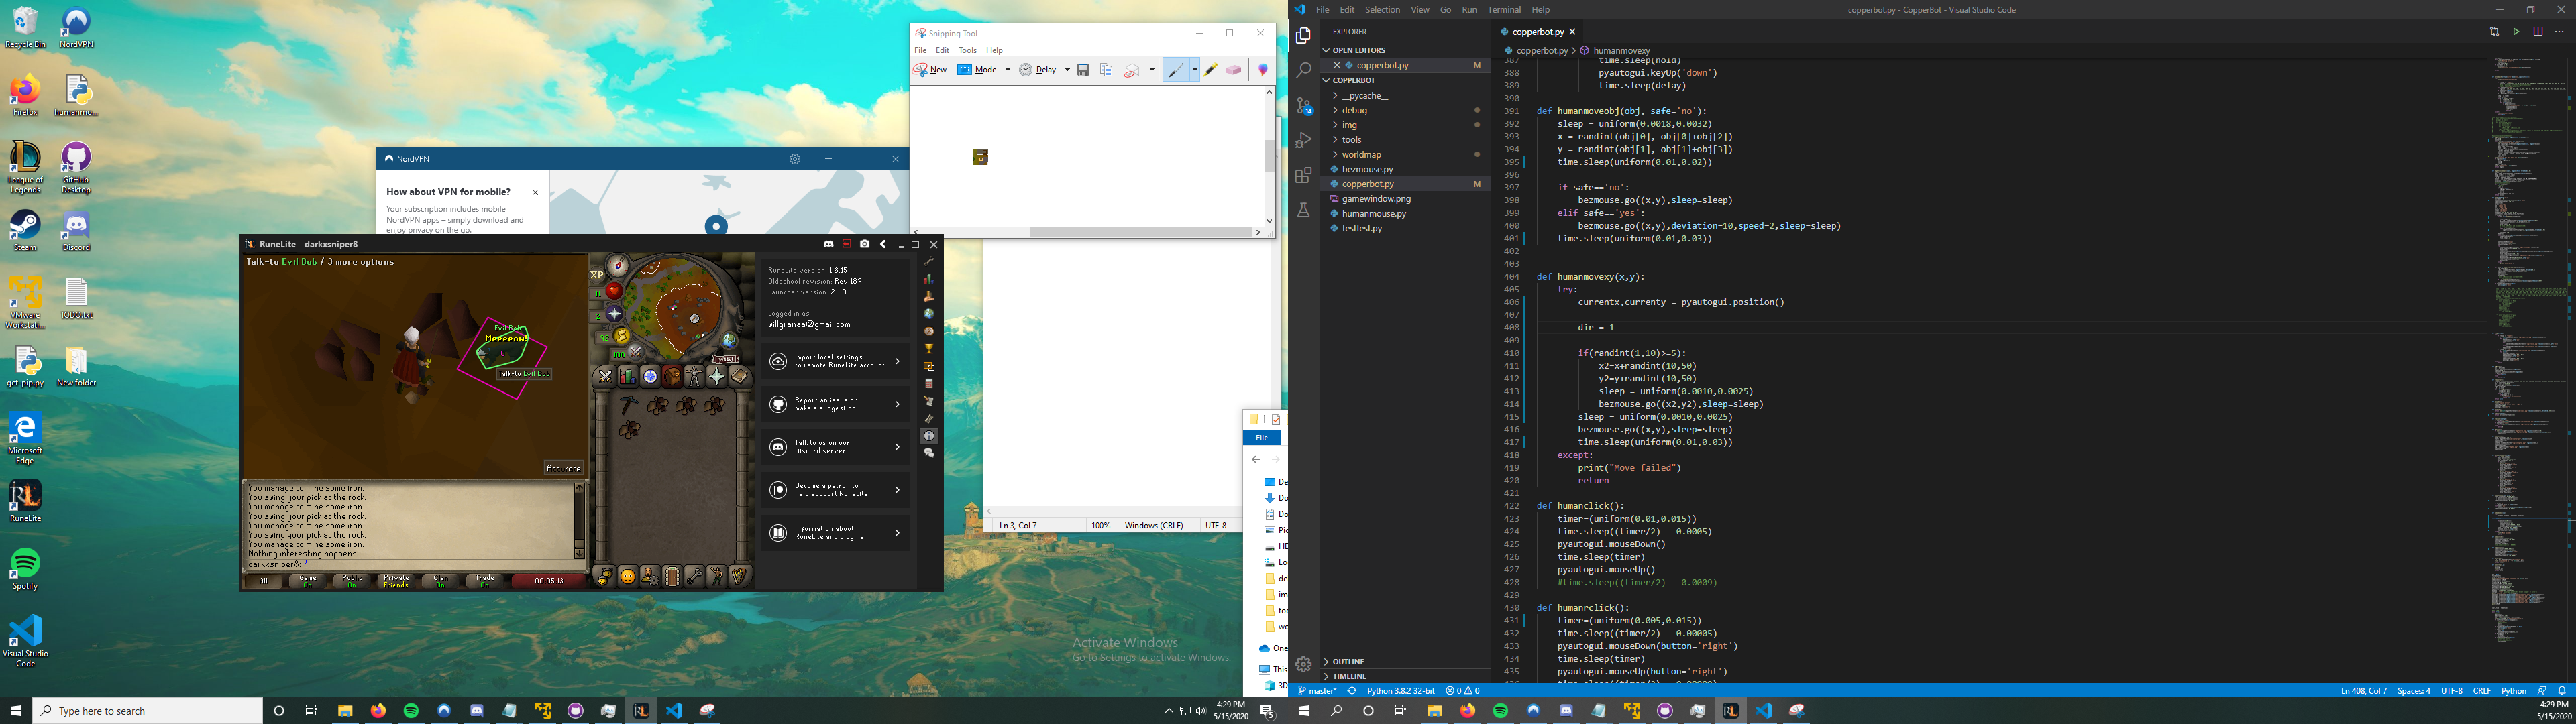 Recycle Bin
NordVPN
Firefox
humanmo...
League of
Legends
GitHub
Desktop
Steam
Discord
VMware
Workstati...
TODO.txt
get-pip.py
New folder
Microsoft
Edge
RuneLite
Spotify
Visual Studio
Code
NordVPN
How about VPN for mobile?
Your subscription includes mobile
NordVPN apps – simply download and
enjoy privacy on the go.
Snipping Tool
File Edit Tools Help
New Mode Delay
RuneLite - darkxsniper8
Talk-to Evil Bob / 3 more options
Evil Bob
Meeeeow!
Talk-to Evil Bob
Accurate
XP
11
2
92
100
WIKI
You manage to mine some iron.
You swing your pick at the rock.
You manage to mine some iron.
You swing your pick at the rock.
You manage to mine some iron.
You swing your pick at the rock.
You manage to mine some iron.
Nothing interesting happens.
darkxsniper8: *
All
Game
On
Public
On
Private
Friends
Clan
On
Trade
On
00:05:13
RuneLite version: 1.6.15
Oldschool revision: Rev 189
Launcher version: 2.1.0
Logged in as
willgranaa@gmail.com
Import local settings
to remote RuneLite account
Report an issue or
make a suggestion
Talk to us on our
Discord server
Become a patron to
help support RuneLite
Information about
RuneLite and plugins
Ln 3, Col 7 100% Windows (CRLF) UTF-8
File
De
Do
Do
Pic
HD
Lo
de
im
too
wo
One
This
3D
Activate Windows
Go to Settings to activate Windows.
Type here to search
4:29 PM
5/15/2020
5
File Edit Selection View Go Run Terminal Help
copperbot.py - CopperBot - Visual Studio Code
EXPLORER
OPEN EDITORS
copperbot.py M
COPPERBOT
__pycache__
debug
img
tools
worldmap
bezmouse.py
copperbot.py M
gamewindow.png
humanmouse.py
testtest.py
OUTLINE
TIMELINE
14
copperbot.py
copperbot.py > humanmovexy
387 time.sleep(hold)
388 pyautogui.keyUp('down')
389 time.sleep(delay)
390
391 def humanmoveobj(obj, safe='no'):
392 sleep = uniform(0.0018,0.0032)
393 x = randint(obj[0], obj[0]+obj[2])
394 y = randint(obj[1], obj[1]+obj[3])
395 time.sleep(uniform(0.01,0.02))
396
397 if safe=='no':
398 bezmouse.go((x,y),sleep=sleep)
399 elif safe=='yes':
400 bezmouse.go((x,y),deviation=10,speed=2,sleep=sleep)
401 time.sleep(uniform(0.01,0.03))
402
403
404 def humanmovexy(x,y):
405 try:
406 currentx,currenty = pyautogui.position()
407
408 dir = 1
409
410 if(randint(1,10)>=5):
411 x2=x+randint(10,50)
412 y2=y+randint(10,50)
413 sleep = uniform(0.0010,0.0025)
414 bezmouse.go((x2,y2),sleep=sleep)
415 sleep = uniform(0.0010,0.0025)
416 bezmouse.go((x,y),sleep=sleep)
417 time.sleep(uniform(0.01,0.03))
418 except:
419 print("Move failed")
420 return
421
422 def humanclick():
423 timer=(uniform(0.01,0.015))
424 time.sleep((timer/2) - 0.0005)
425 pyautogui.mouseDown()
426 time.sleep(timer)
427 pyautogui.mouseUp()
428 #time.sleep((timer/2) - 0.0009)
429
430 def humanrclick():
431 timer=(uniform(0.005,0.015))
432 time.sleep((timer/2) - 0.00005)
433 pyautogui.mouseDown(button='right')
434 time.sleep(timer)
435 pyautogui.mouseUp(button='right')
master* Python 3.8.2 32-bit 0 0
Ln 408, Col 7 Spaces: 4 UTF-8 CRLF Python
4:29 PM
5/15/2020